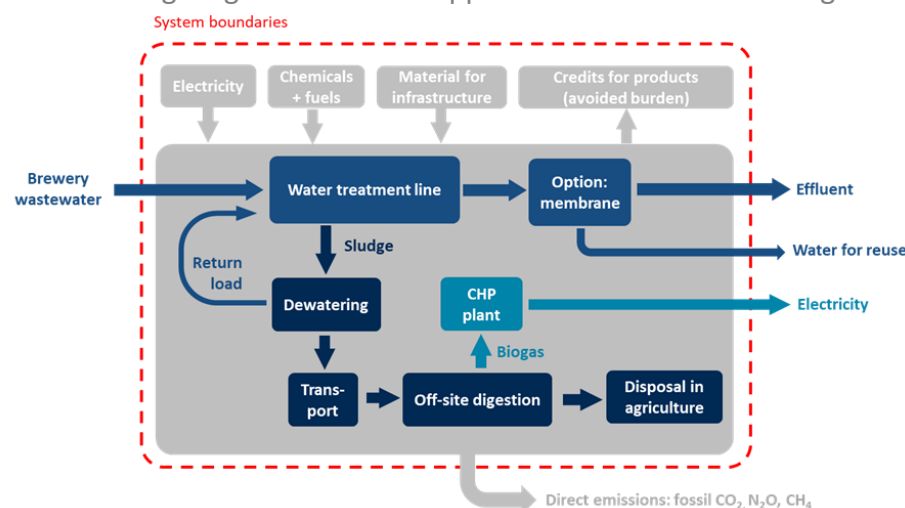 System boundaries
Electricity
Chemicals
+ fuels
Material for
infrastructure
Credits for products
(avoided burden)
Brewery
wastewater
Water treatment line
Option:
membrane
Effluent
Sludge
Water for reuse
Return
load
Dewatering
CHP
plant
Electricity
Biogas
Trans-
port
Off-site digestion
Disposal in
agriculture
Direct emissions: fossil CO₂, N₂O, CH₄